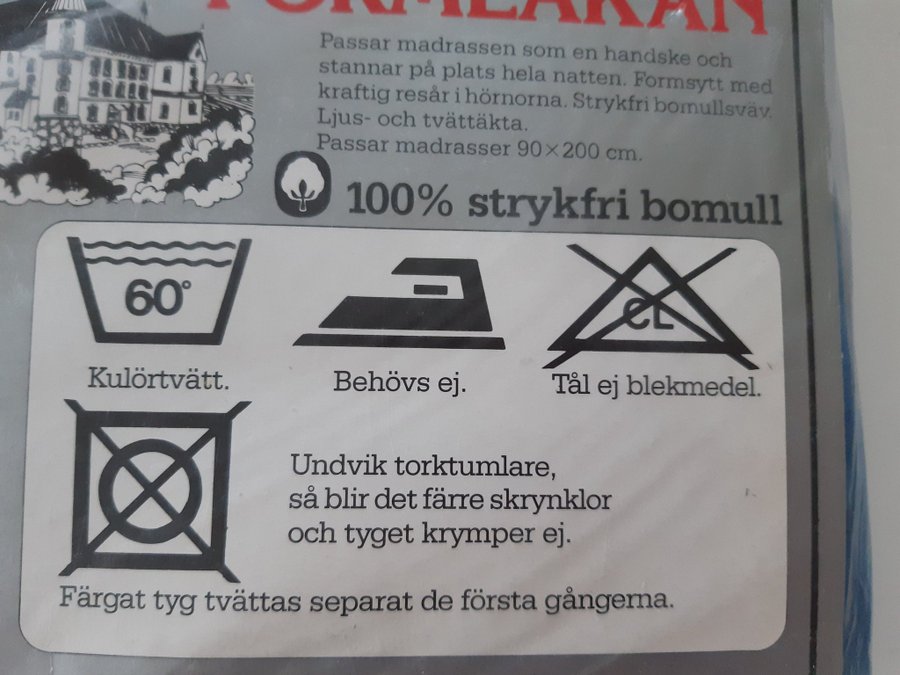 FORMLAKAN
Passar madrassen som en handske och
stannar på plats hela natten. Formsytt med
kraftig resår i hörnorna. Strykfri bomullsväv.
Ljus- och tvättäkta.
Passar madrasser 90×200 cm.
100% strykfri bomull
60°
CL
Kulörtvätt.
Behövs ej.
Tål ej blekmedel.
Undvik torktumlare,
så blir det färre skrynklor
och tyget krymper ej.
Färgat tyg tvättas separat de första gångerna.